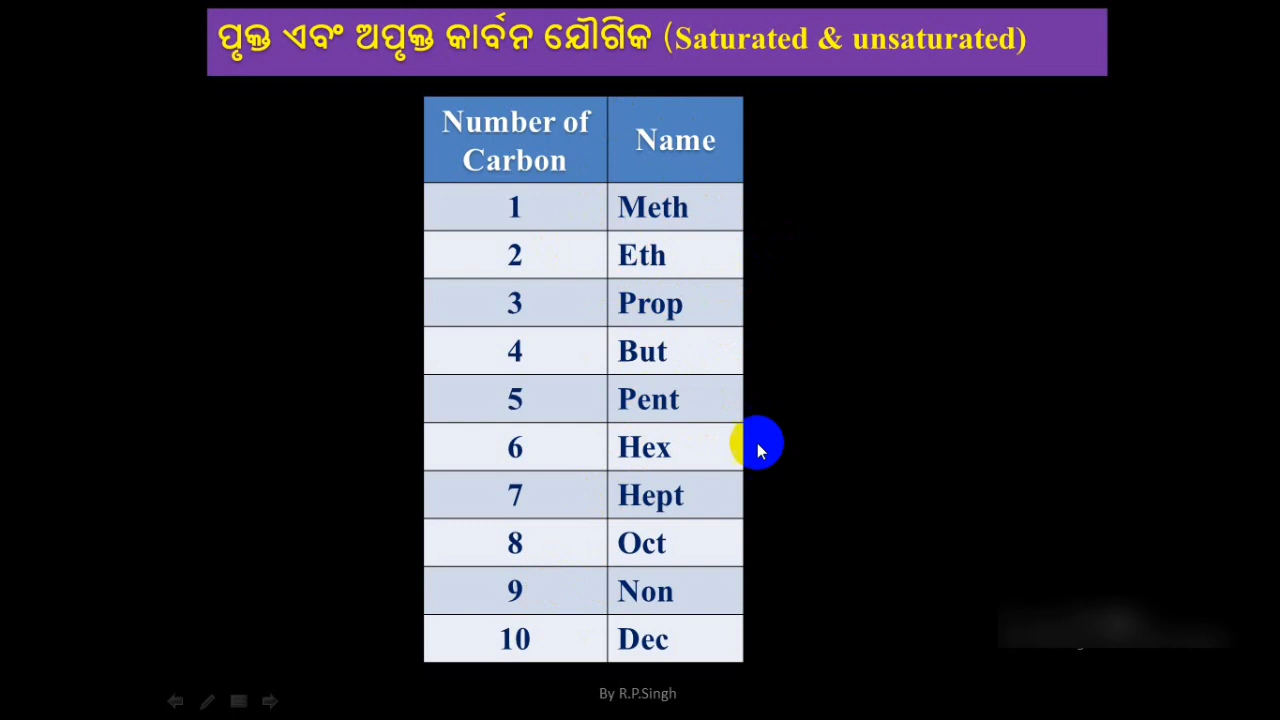 ପୃକ୍ତ ଏବଂ ଅପୃକ୍ତ କାର୍ବନ ଯୌଗିକ (Saturated & unsaturated)
Number of Carbon Name
1 Meth
2 Eth
3 Prop
4 But
5 Pent
6 Hex
7 Hept
8 Oct
9 Non
10 Dec
By R.P.Singh